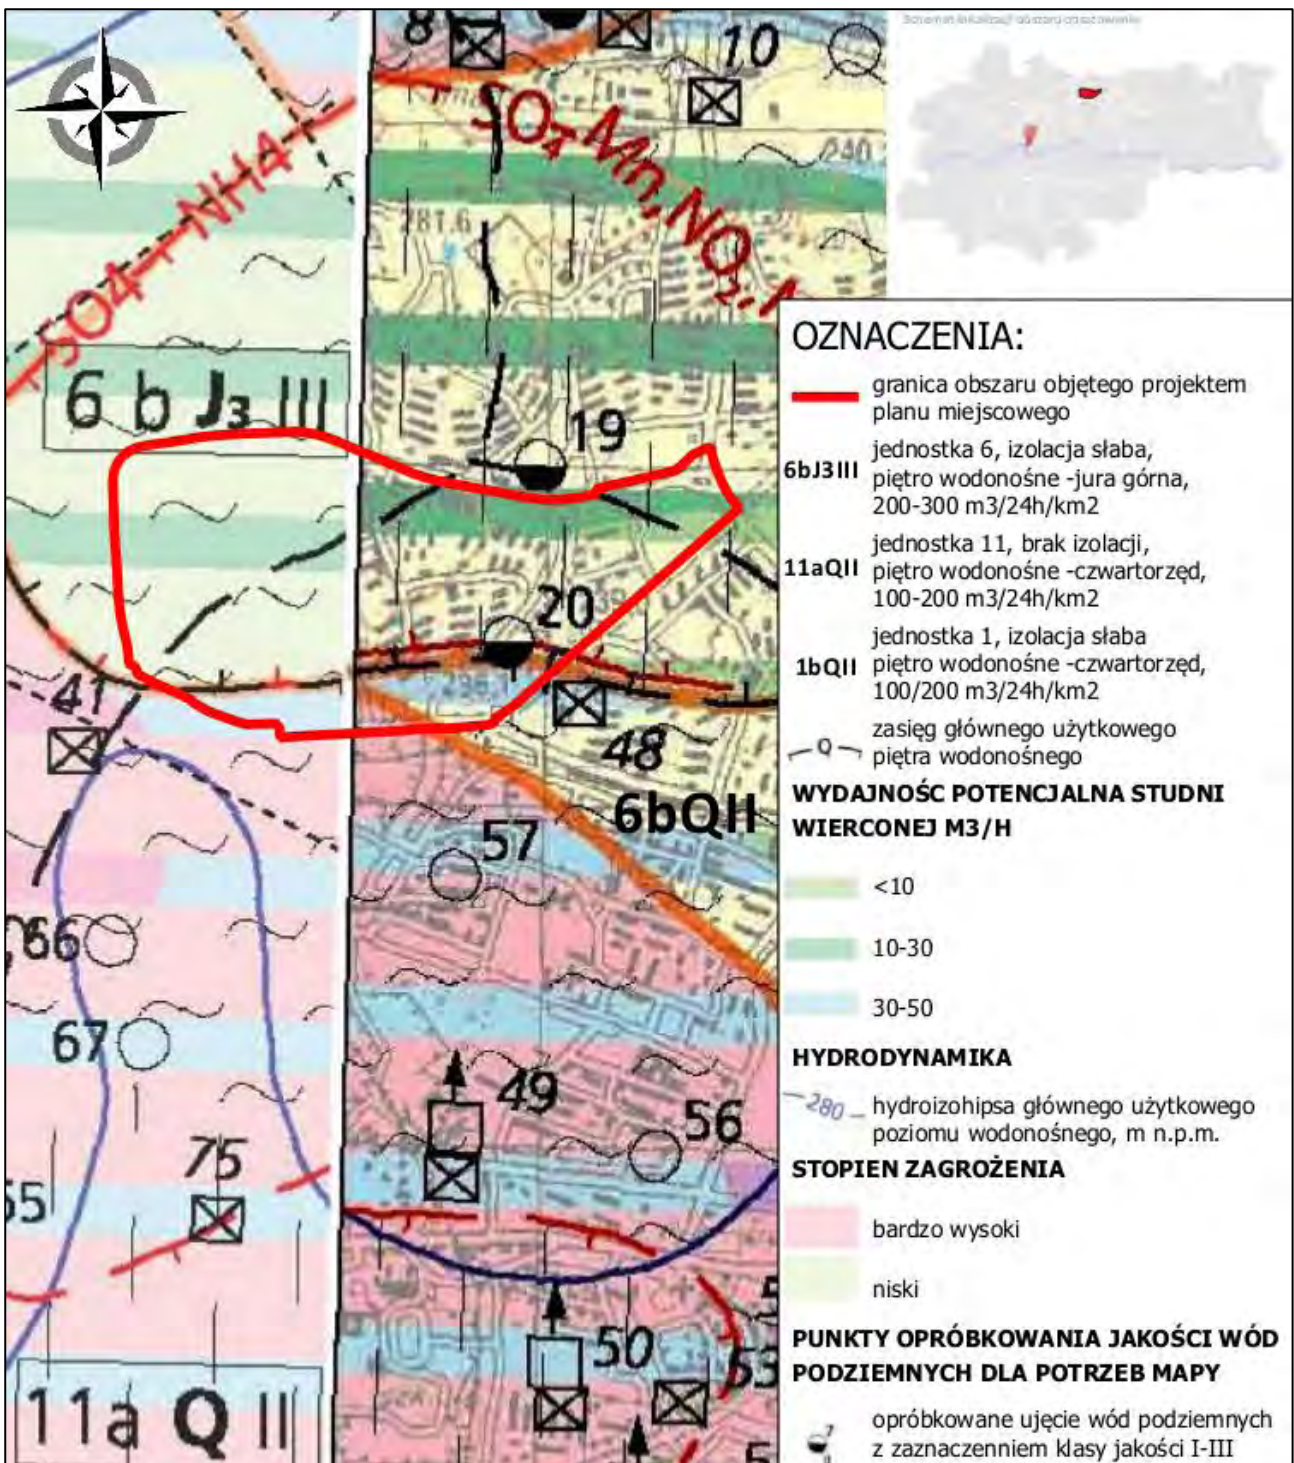 8
10
SO₄ Mn, NO₂,
240
SO4 NH4
281.6
6 b J₃ III
19
20
41
48
6bQII
57
66
67
49
56
75
55
50
53
11a Q II
OZNACZENIA:
granica obszaru objętego projektem
planu miejscowego
6bJ3III jednostka 6, izolacja słaba,
piętro wodonośne -jura górna,
200-300 m3/24h/km2
11aQII jednostka 11, brak izolacji,
piętro wodonośne -czwartorzęd,
100-200 m3/24h/km2
1bQII jednostka 1, izolacja słaba
piętro wodonośne -czwartorzęd,
100/200 m3/24h/km2
Q zasięg głównego użytkowego
piętra wodonośnego
WYDAJNOŚC POTENCJALNA STUDNI
WIERCONEJ M3/H
<10
10-30
30-50
HYDRODYNAMIKA
280 hydroizohipsa głównego użytkowego
poziomu wodonośnego, m n.p.m.
STOPIEN ZAGROŻENIA
bardzo wysoki
niski
PUNKTY OPRÓBKOWANIA JAKOŚCI WÓD
PODZIEMNYCH DLA POTRZEB MAPY
opróbkowane ujęcie wód podziemnych
z zaznaczenniem klasy jakości I-III